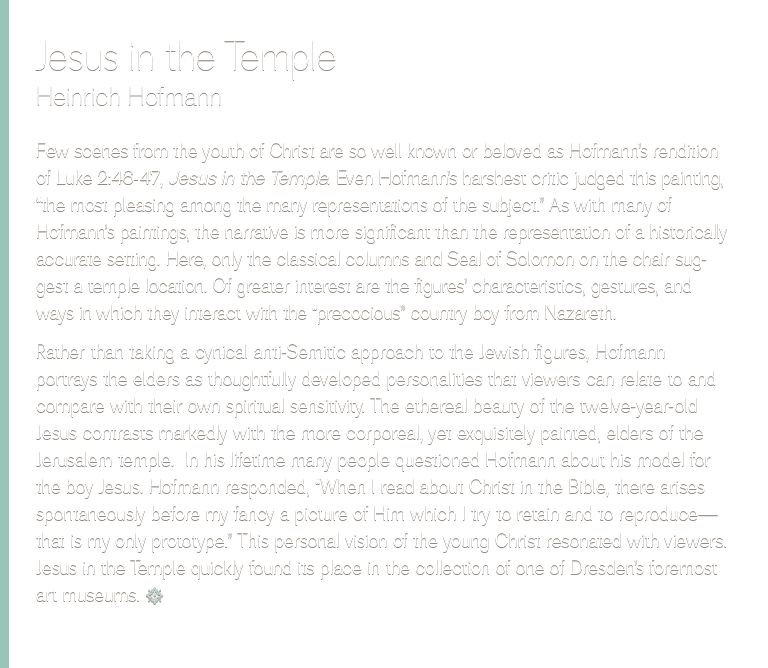 Jesus in the Temple
Heinrich Hofmann
Few scenes from the youth of Christ are so well known or beloved as Hofmann's rendition
of Luke 2:46-47, Jesus in the Temple. Even Hofmann's harshest critic judged this painting,
“the most pleasing among the many representations of the subject.” As with many of
Hofmann's paintings, the narrative is more significant than the representation of a historically
accurate setting. Here, only the classical columns and Seal of Solomon on the chair sug-
gest a temple location. Of greater interest are the figures' characteristics, gestures, and
ways in which they interact with the “precocious” country boy from Nazareth.
Rather than taking a cynical anti-Semitic approach to the Jewish figures, Hofmann
portrays the elders as thoughtfully developed personalities that viewers can relate to and
compare with their own spiritual sensitivity. The ethereal beauty of the twelve-year-old
Jesus contrasts markedly with the more corporeal, yet exquisitely painted, elders of the
Jerusalem temple.  In his lifetime many people questioned Hofmann about his model for
the boy Jesus. Hofmann responded, “When I read about Christ in the Bible, there arises
spontaneously before my fancy a picture of Him which I try to retain and to reproduce—
that is my only prototype.” This personal vision of the young Christ resonated with viewers.
Jesus in the Temple quickly found its place in the collection of one of Dresden's foremost
art museums.